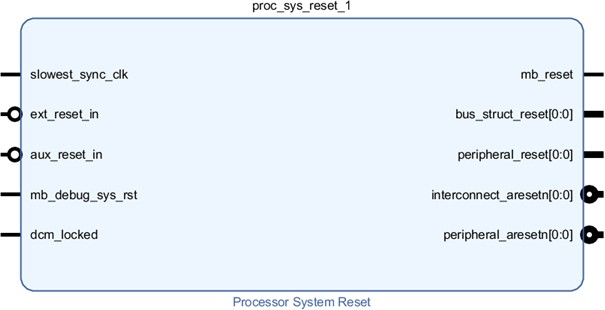 proc_sys_reset_1
slowest_sync_clk
mb_reset
ext_reset_in
bus_struct_reset[0:0]
aux_reset_in
peripheral_reset[0:0]
mb_debug_sys_rst
interconnect_aresetn[0:0]
dcm_locked
peripheral_aresetn[0:0]
Processor System Reset